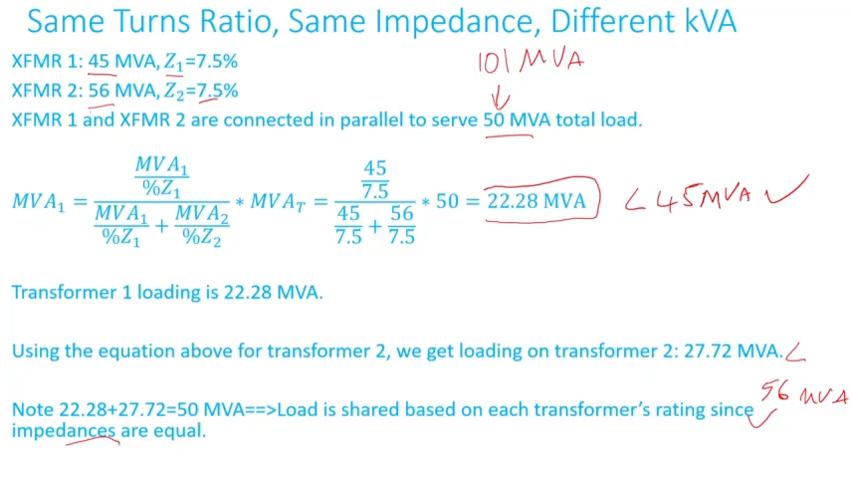 Same Turns Ratio, Same Impedance, Different kVA
XFMR 1: 45 MVA, Z₁=7.5%
101 MVA
XFMR 2: 56 MVA, Z₂=7.5%
XFMR 1 and XFMR 2 are connected in parallel to serve 50 MVA total load.
MVA₁ = (MVA₁/%Z₁)/(MVA₁/%Z₁ + MVA₂/%Z₂) * MVA_T = (45/7.5)/(45/7.5 + 56/7.5) * 50 = 22.28 MVA < 45MVA ✓
Transformer 1 loading is 22.28 MVA.
Using the equation above for transformer 2, we get loading on transformer 2: 27.72 MVA. <
56 MVA ✓
Note 22.28+27.72=50 MVA==>Load is shared based on each transformer's rating since
impedances are equal.